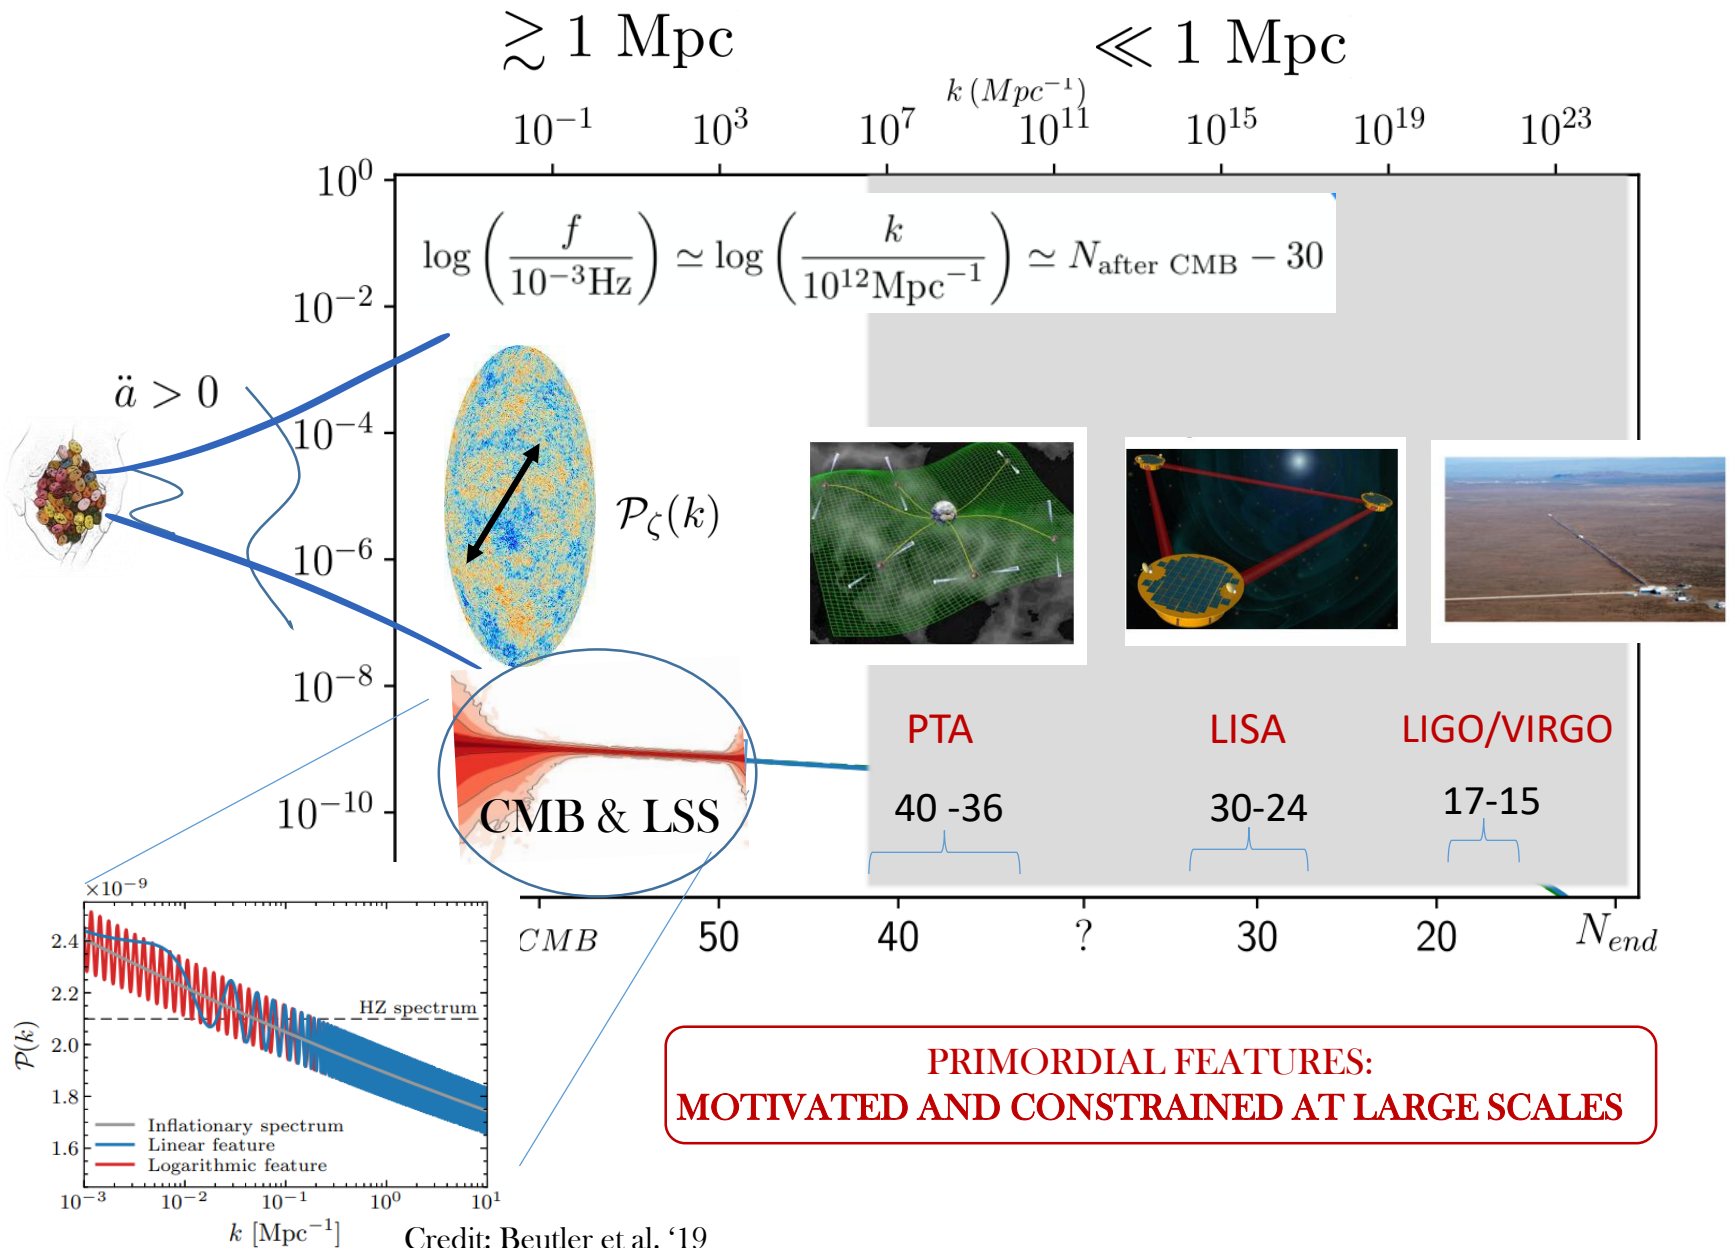 ≳ 1 Mpc
≪ 1 Mpc
k (Mpc⁻¹)
10⁻¹ 10³ 10⁷ 10¹¹ 10¹⁵ 10¹⁹ 10²³
10⁰
log (f / 10⁻³Hz) ≃ log (k / 10¹²Mpc⁻¹) ≃ N_after CMB − 30
10⁻²
ä > 0
10⁻⁴
𝒫_ζ(k)
10⁻⁶
10⁻⁸
PTA LISA LIGO/VIRGO
10⁻¹⁰
CMB & LSS
40 -36 30-24 17-15
CMB 50 40 ? 30 20 N_end
×10⁻⁹
2.4
2.2
HZ spectrum
2.0
1.8
1.6
𝒫(k)
Inflationary spectrum
Linear feature
Logarithmic feature
10⁻³ 10⁻² 10⁻¹ 10⁰ 10¹
k [Mpc⁻¹]
PRIMORDIAL FEATURES:
MOTIVATED AND CONSTRAINED AT LARGE SCALES
Credit: Beutler et al. ‘19